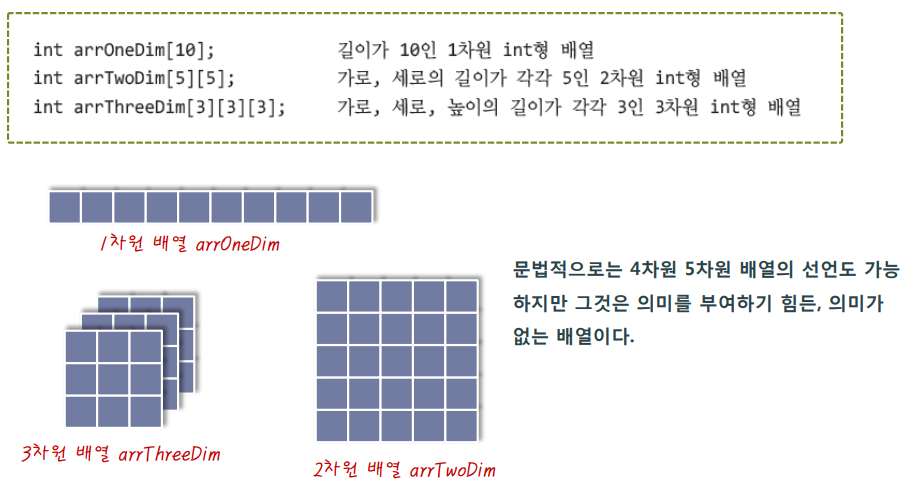 int arrOneDim[10]; 길이가 10인 1차원 int형 배열
int arrTwoDim[5][5]; 가로, 세로의 길이가 각각 5인 2차원 int형 배열
int arrThreeDim[3][3][3]; 가로, 세로, 높이의 길이가 각각 3인 3차원 int형 배열
1차원 배열 arrOneDim
문법적으로는 4차원 5차원 배열의 선언도 가능
하지만 그것은 의미를 부여하기 힘든, 의미가
없는 배열이다.
3차원 배열 arrThreeDim
2차원 배열 arrTwoDim